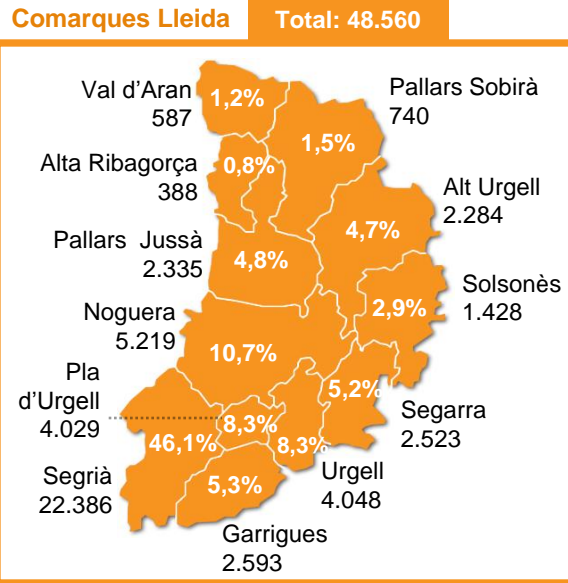 Comarques Lleida
Total: 48.560
Val d’Aran
587
1,2%
Pallars Sobirà
740
1,5%
Alta Ribagorça
388
0,8%
Alt Urgell
2.284
4,7%
Pallars Jussà
2.335
4,8%
Solsonès
1.428
2,9%
Noguera
5.219
10,7%
Pla
d’Urgell
4.029
8,3%
5,2%
Segarra
2.523
46,1%
Segrià
22.386
8,3%
Urgell
4.048
5,3%
Garrigues
2.593